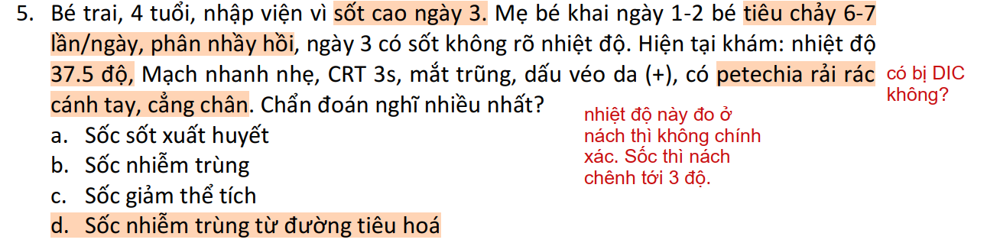 5. Bé trai, 4 tuổi, nhập viện vì sốt cao ngày 3. Mẹ bé khai ngày 1-2 bé tiêu chảy 6-7
lần/ngày, phân nhầy hồi, ngày 3 có sốt không rõ nhiệt độ. Hiện tại khám: nhiệt độ
37.5 độ, Mạch nhanh nhẹ, CRT 3s, mắt trũng, dấu véo da (+), có petechia rải rác
cánh tay, cẳng chân. Chẩn đoán nghĩ nhiều nhất?
có bị DIC
không?
nhiệt độ này đo ở
nách thì không chính
xác. Sốc thì nách
chênh tới 3 độ.
a. Sốc sốt xuất huyết
b. Sốc nhiễm trùng
c. Sốc giảm thể tích
d. Sốc nhiễm trùng từ đường tiêu hoá